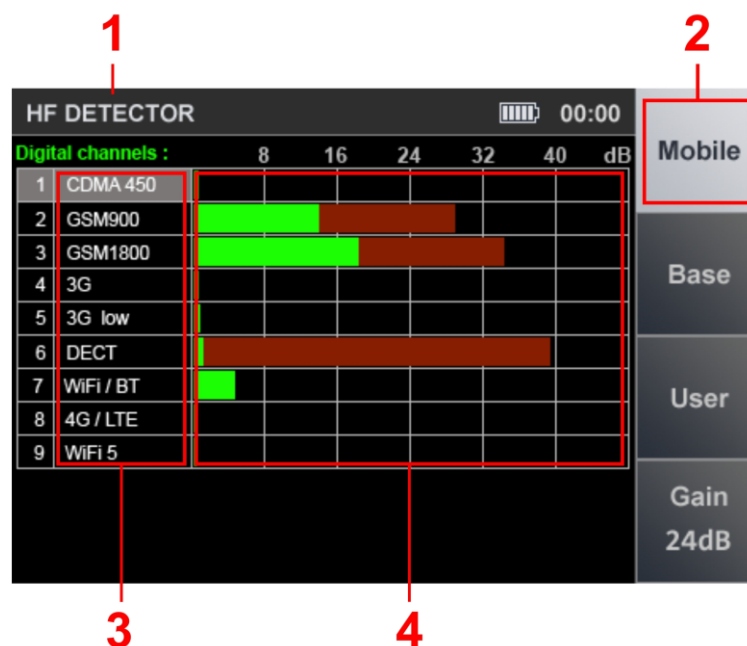 1
2
HF DETECTOR 00:00
Mobile
Digital channels : 8 16 24 32 40 dB
1 CDMA 450
2 GSM900
3 GSM1800
4 3G
5 3G low
6 DECT
7 WiFi / BT
8 4G / LTE
9 WiFi 5
Base
User
Gain
24dB
3
4